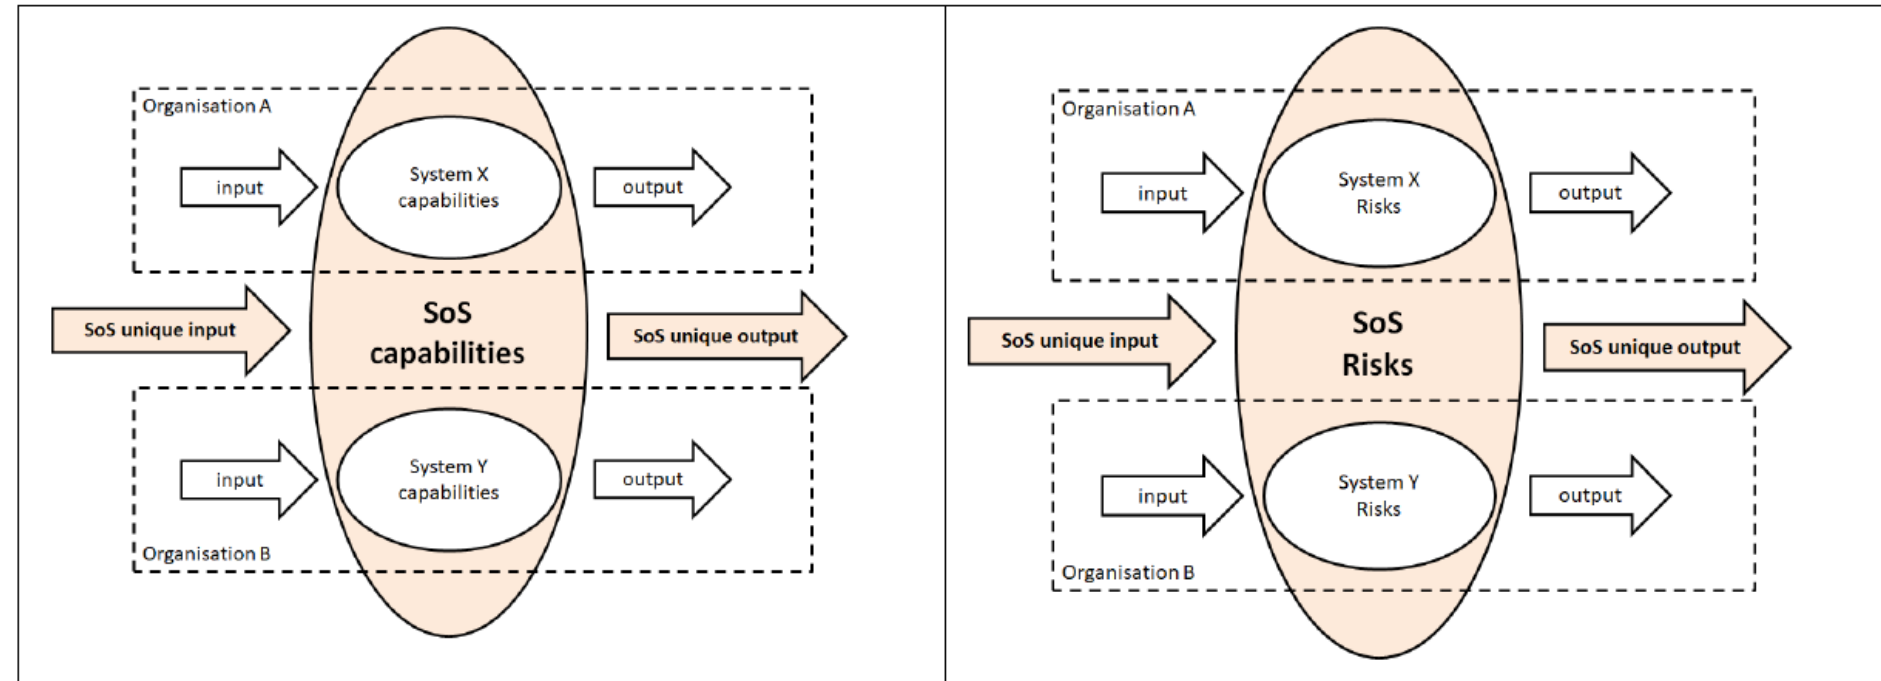 Organisation A
input
System X
capabilities
output
SoS unique input
SoS
capabilities
SoS unique output
input
System Y
capabilities
output
Organisation B
Organisation A
input
System X
Risks
output
SoS unique input
SoS
Risks
SoS unique output
input
System Y
Risks
output
Organisation B